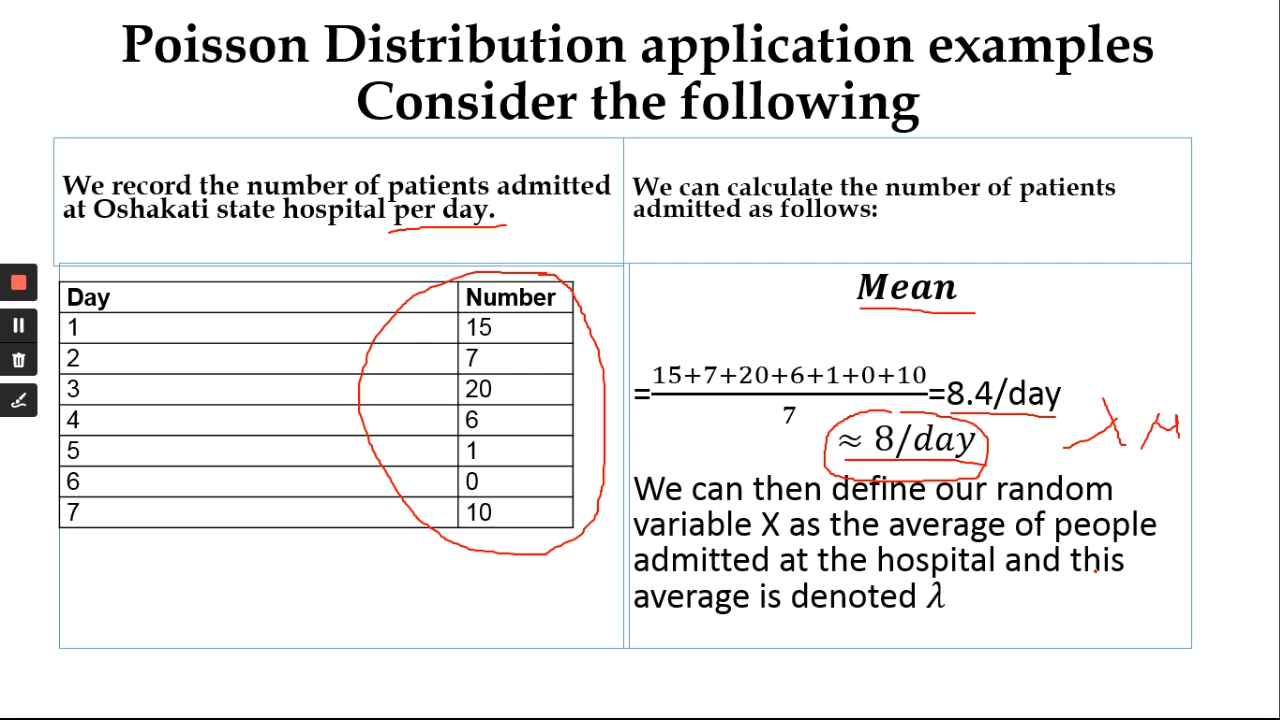 Poisson Distribution application examples
Consider the following
We record the number of patients admitted
at Oshakati state hospital per day.
We can calculate the number of patients
admitted as follows:
Day Number
1 15
2 7
3 20
4 6
5 1
6 0
7 10
Mean
=\frac{15+7+20+6+1+0+10}{7}=8.4/day
≈ 8/day
λ μ
We can then define our random
variable X as the average of people
admitted at the hospital and this
average is denoted λ